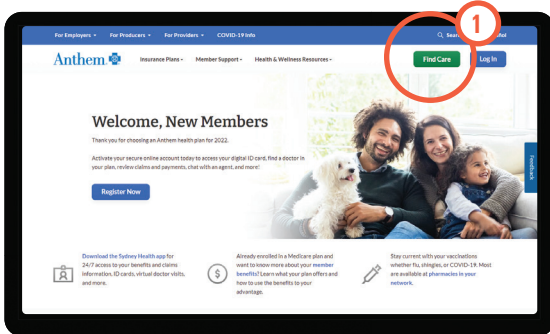 1
For Employers For Producers For Providers COVID-19 Info
Anthem Insurance Plans Member Support Health & Wellness Resources Find Care Log In
Welcome, New Members
Thank you for choosing an Anthem health plan for 2022.
Activate your secure online account today to access your digital ID card, find a doctor in
your plan, review claims and payments, chat with an agent, and more!
Register Now
Feedback
Download the Sydney Health app for
24/7 access to your benefits and claims
information, ID cards, virtual doctor visits,
and more.
$
Already enrolled in a Medicare plan and
want to know more about your member
benefits? Learn what your plan offers and
how to use the benefits to your
advantage.
Stay current with your vaccinations
whether flu, shingles, or COVID-19. Most
are available at pharmacies in your
network.